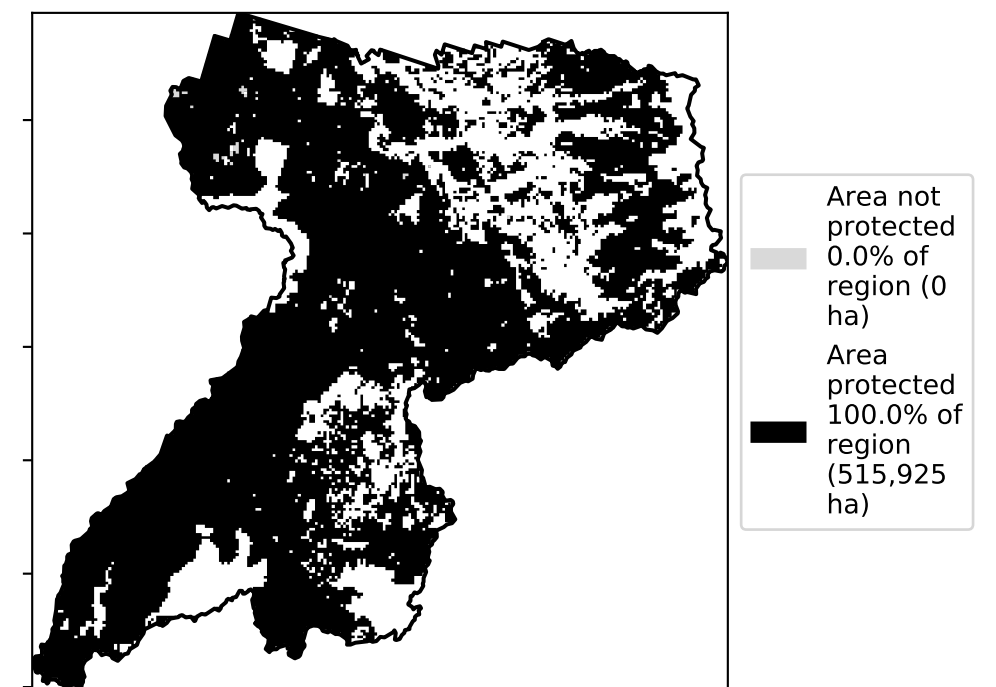 Area not
protected
0.0% of
region (0
ha)
Area
protected
100.0% of
region
(515,925
ha)